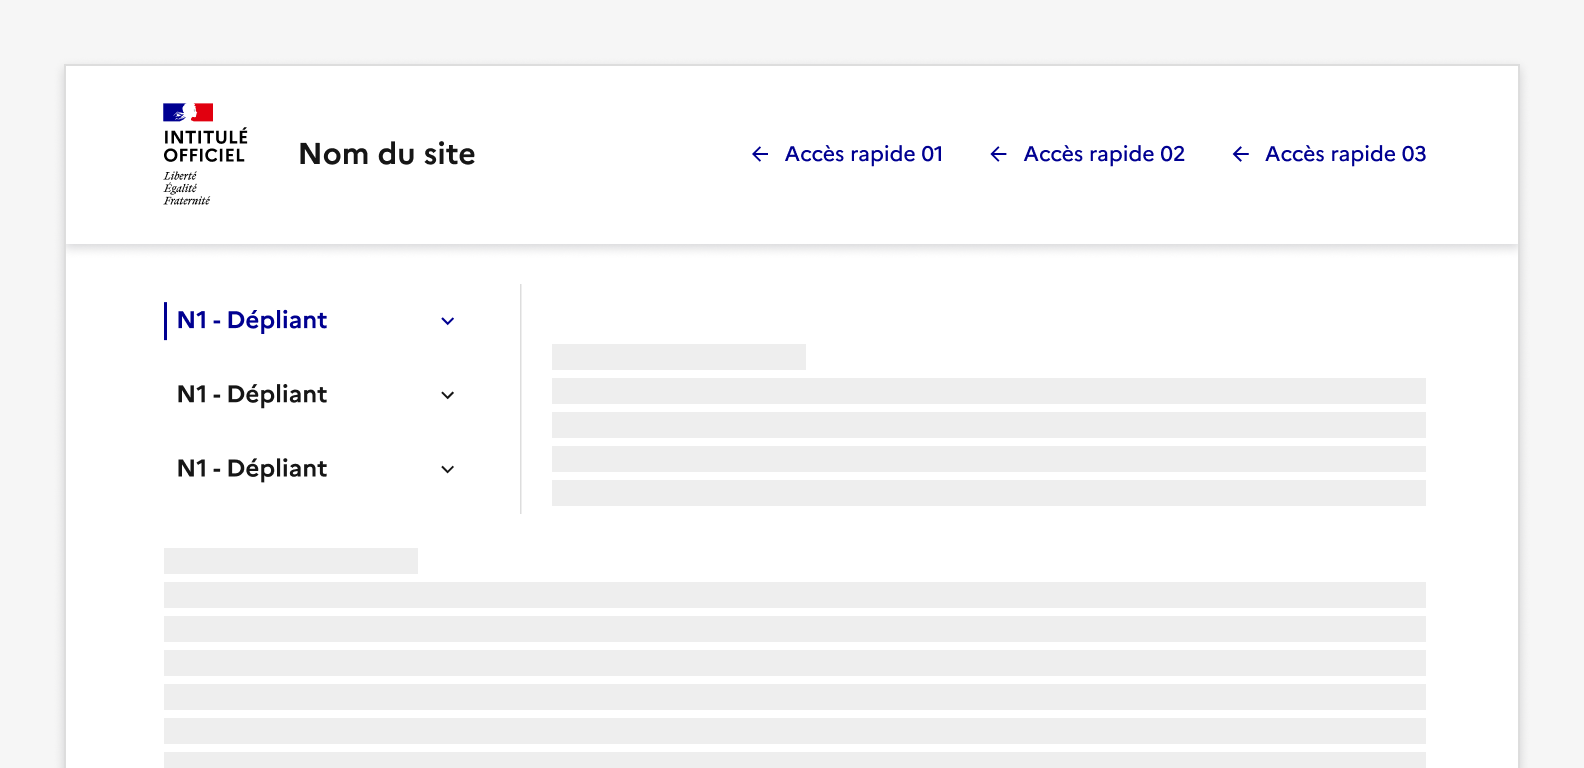 INTITULÉ
OFFICIEL
Liberté
Égalité
Fraternité
Nom du site
Accès rapide 01
Accès rapide 02
Accès rapide 03
N1 - Dépliant
N1 - Dépliant
N1 - Dépliant